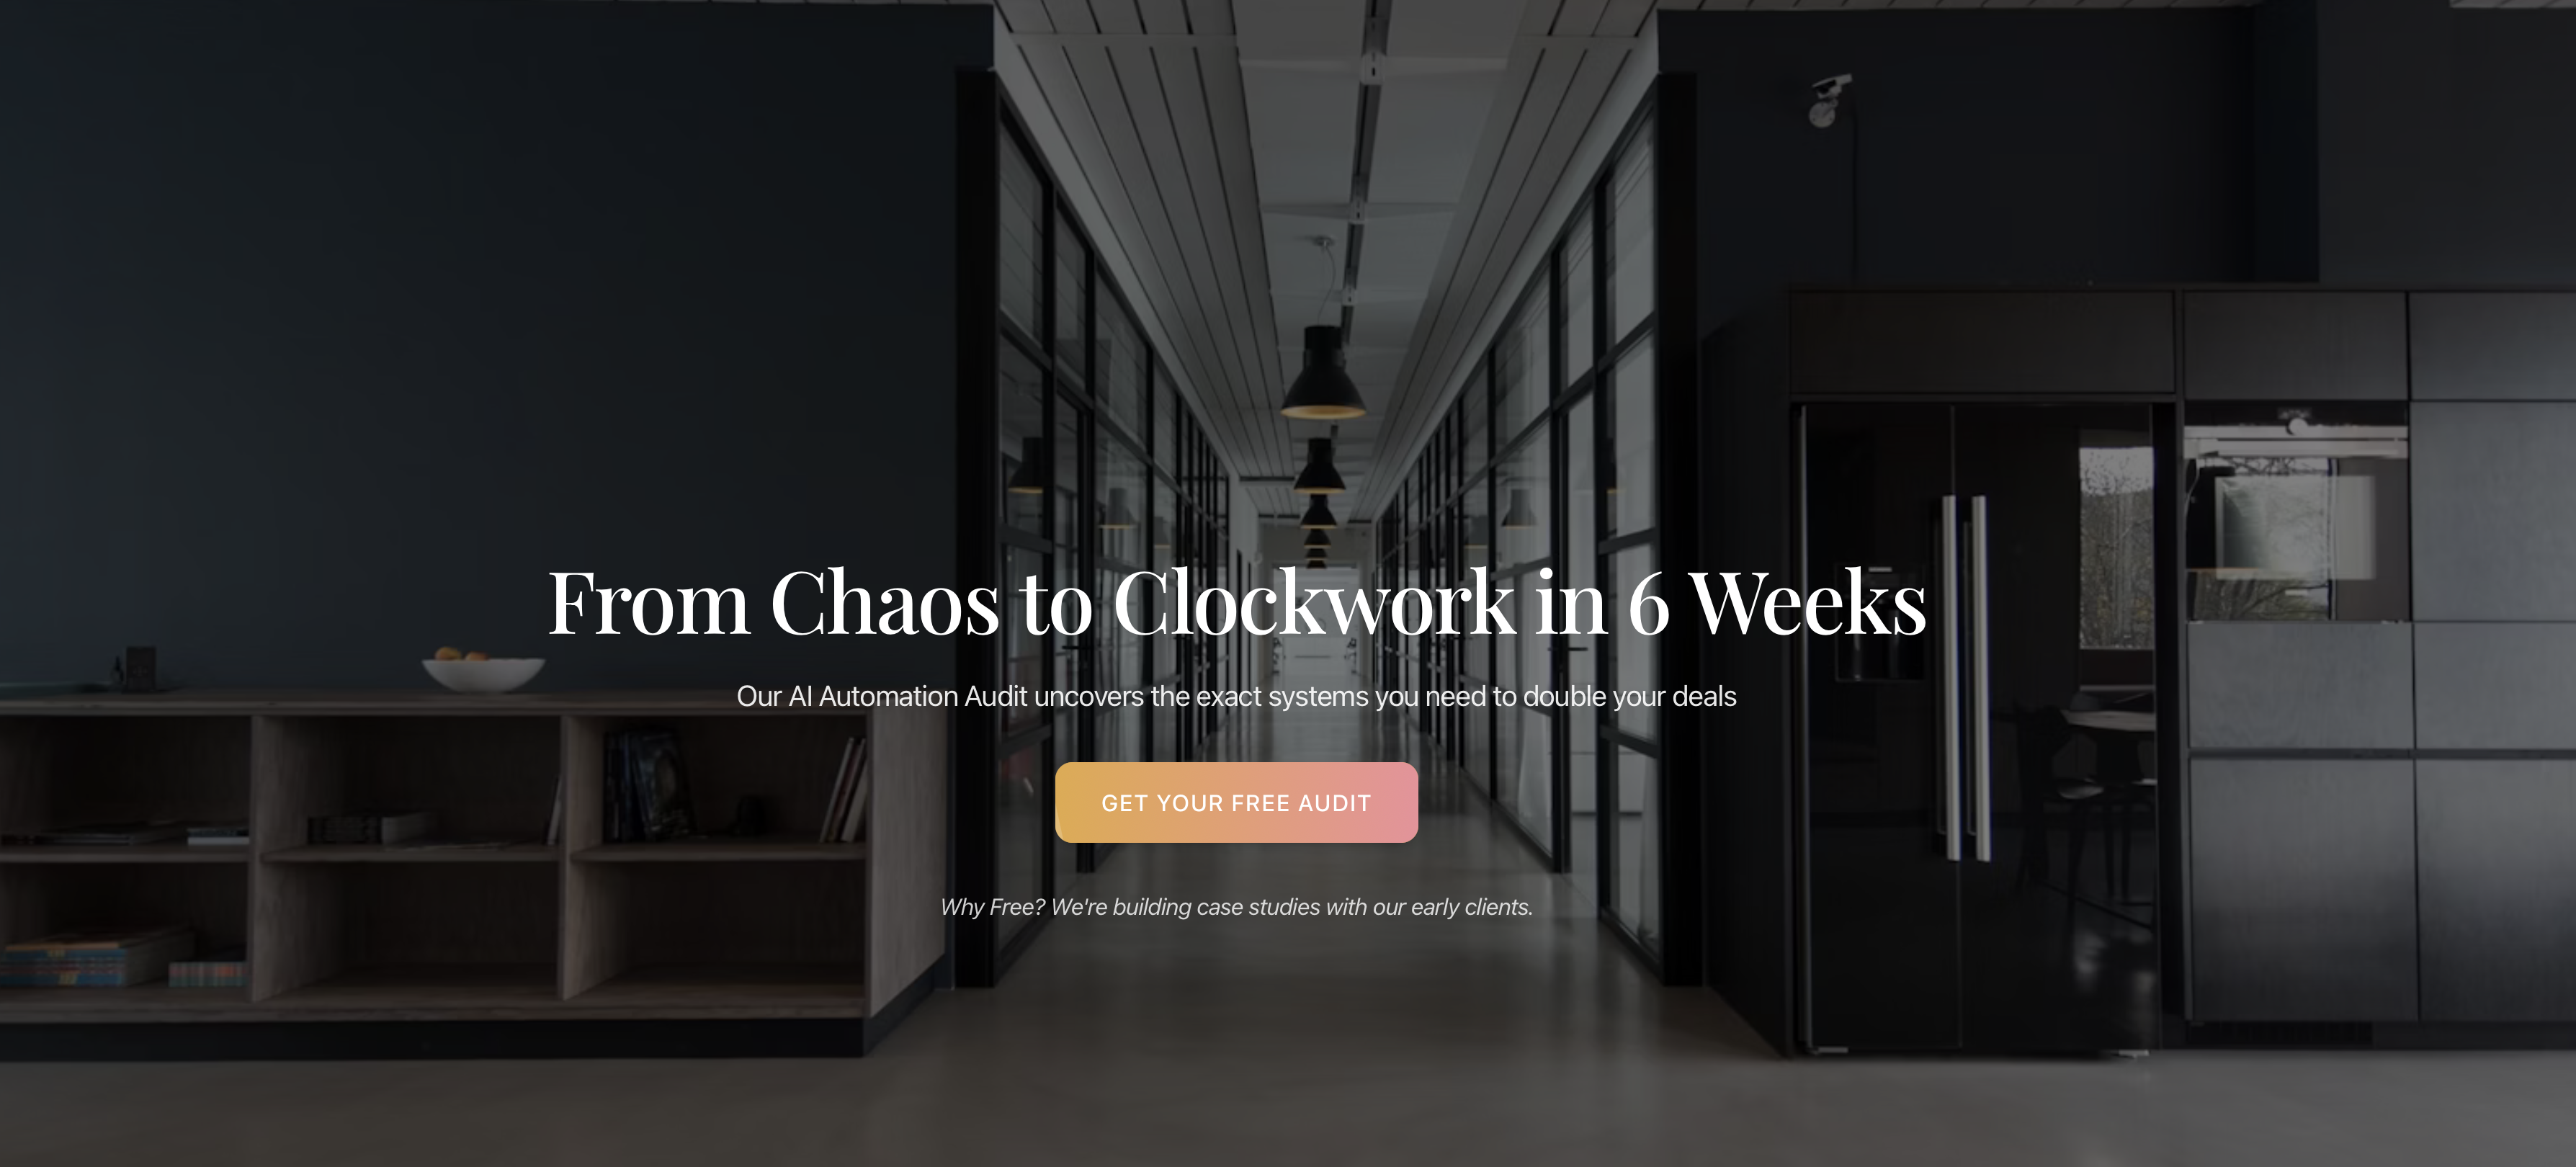 From Chaos to Clockwork in 6 Weeks
Our AI Automation Audit uncovers the exact systems you need to double your deals
GET YOUR FREE AUDIT
Why Free? We're building case studies with our early clients.